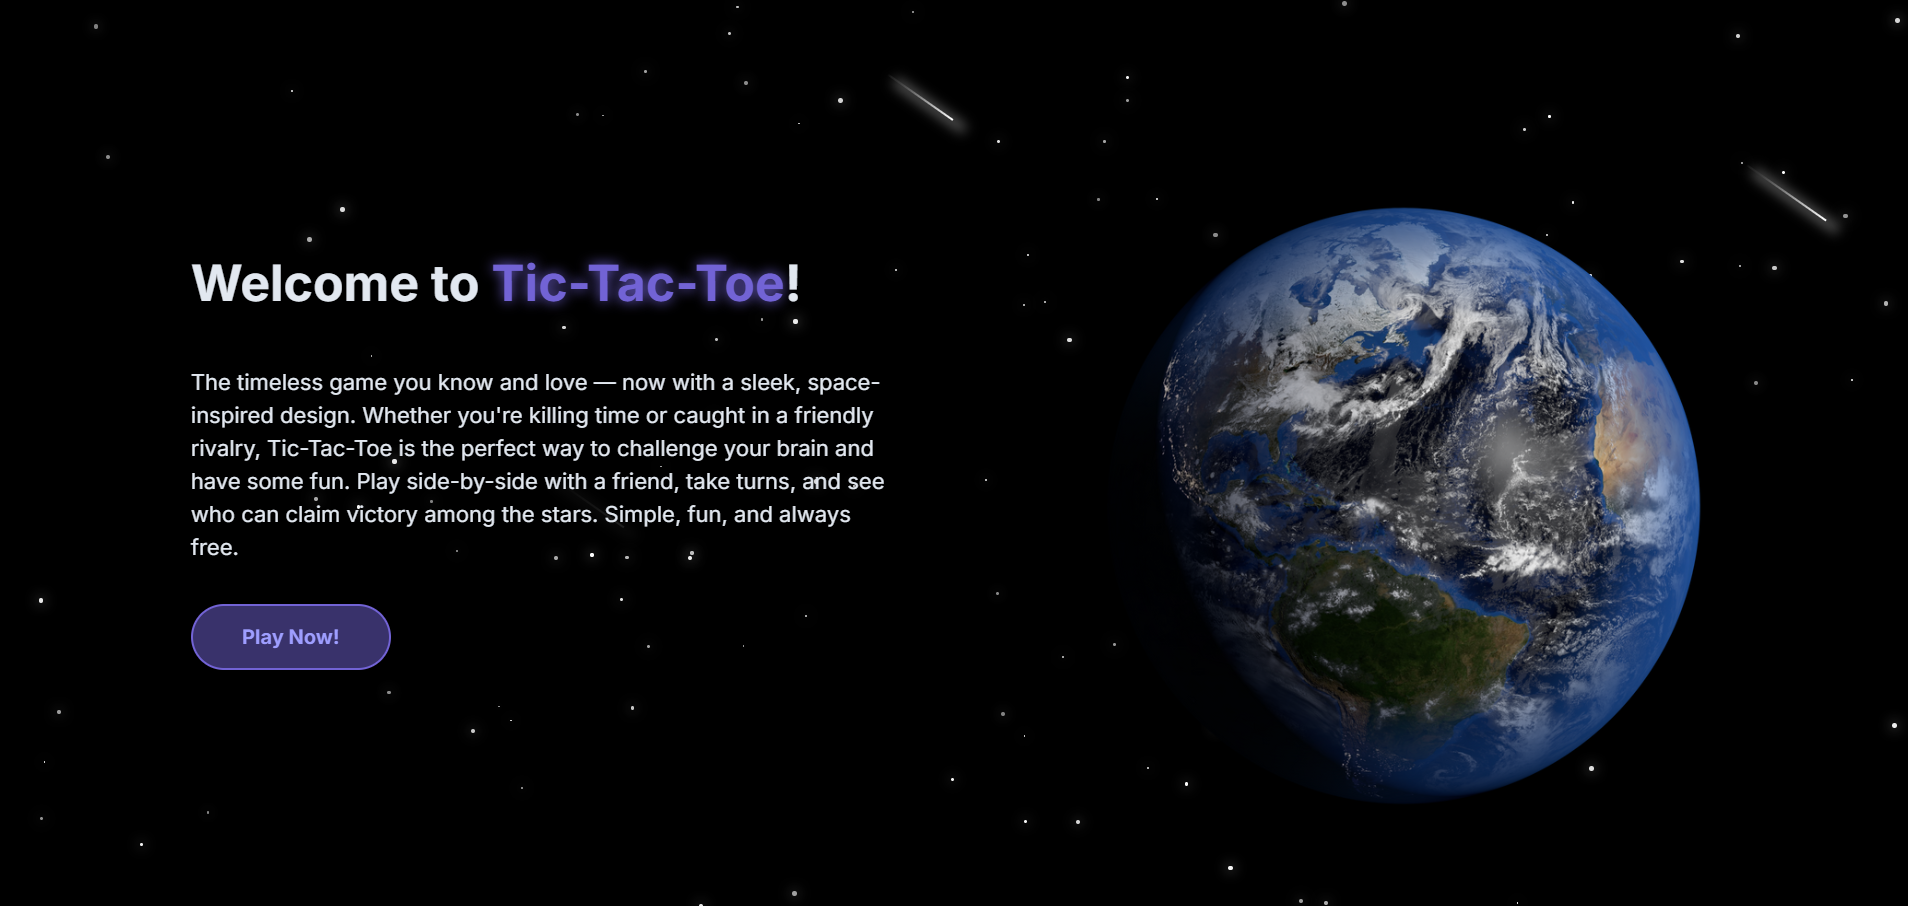 Welcome to Tic-Tac-Toe!
The timeless game you know and love — now with a sleek, space-
inspired design. Whether you're killing time or caught in a friendly
rivalry, Tic-Tac-Toe is the perfect way to challenge your brain and
have some fun. Play side-by-side with a friend, take turns, and see
who can claim victory among the stars. Simple, fun, and always
free.
Play Now!